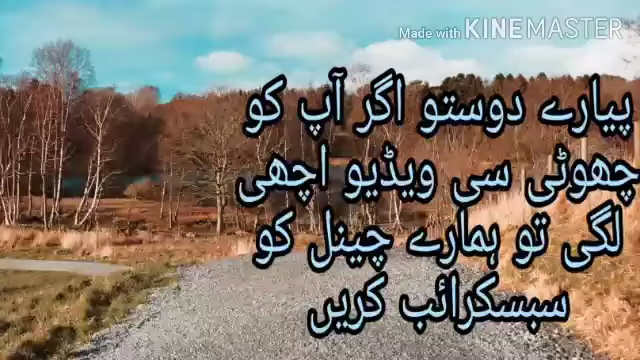 Made with KINEMASTER
پیارے دوستو اگر آپ کو
چھوٹی سی ویڈیو اچھی
لگی تو ہمارے چینل کو
سبسکرائب کریں